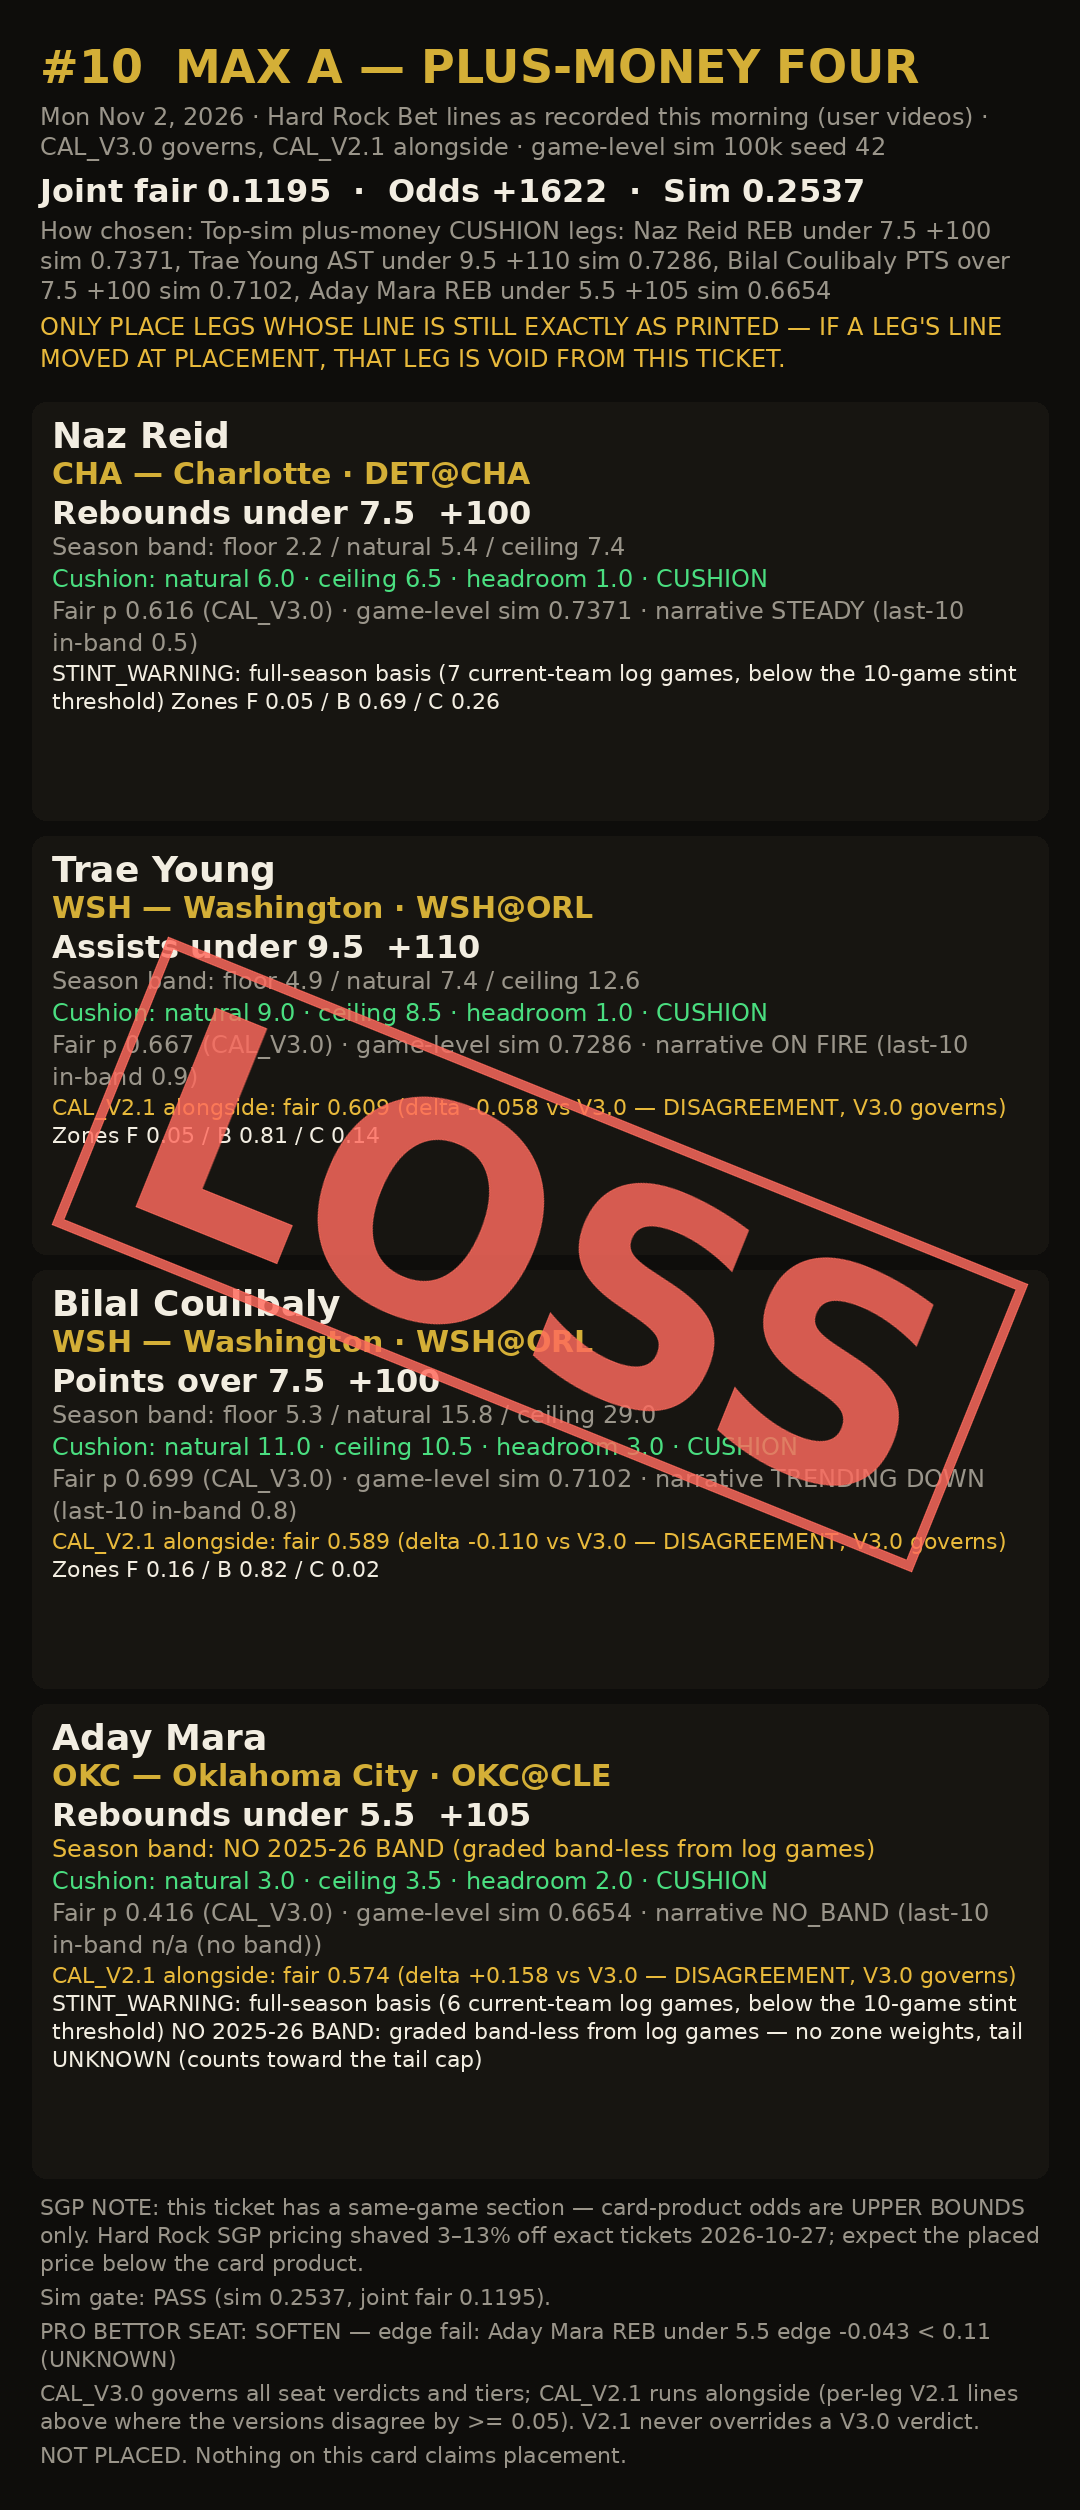 #10 MAX A — PLUS-MONEY FOUR
Mon Nov 2, 2026 · Hard Rock Bet lines as recorded this morning (user videos) ·
CAL_V3.0 governs, CAL_V2.1 alongside · game-level sim 100k seed 42
Joint fair 0.1195 · Odds +1622 · Sim 0.2537
How chosen: Top-sim plus-money CUSHION legs: Naz Reid REB under 7.5 +100
sim 0.7371, Trae Young AST under 9.5 +110 sim 0.7286, Bilal Coulibaly PTS over
7.5 +100 sim 0.7102, Aday Mara REB under 5.5 +105 sim 0.6654
ONLY PLACE LEGS WHOSE LINE IS STILL EXACTLY AS PRINTED — IF A LEG'S LINE
MOVED AT PLACEMENT, THAT LEG IS VOID FROM THIS TICKET.
Naz Reid
CHA — Charlotte · DET@CHA
Rebounds under 7.5 +100
Season band: floor 2.2 / natural 5.4 / ceiling 7.4
Cushion: natural 6.0 · ceiling 6.5 · headroom 1.0 · CUSHION
Fair p 0.616 (CAL_V3.0) · game-level sim 0.7371 · narrative STEADY (last-10
in-band 0.5)
STINT_WARNING: full-season basis (7 current-team log games, below the 10-game stint
threshold) Zones F 0.05 / B 0.69 / C 0.26
Trae Young
WSH — Washington · WSH@ORL
Assists under 9.5 +110
Season band: floor 4.9 / natural 7.4 / ceiling 12.6
Cushion: natural 9.0 · ceiling 8.5 · headroom 1.0 · CUSHION
Fair p 0.667 (CAL_V3.0) · game-level sim 0.7286 · narrative ON FIRE (last-10
in-band 0.9)
CAL_V2.1 alongside: fair 0.609 (delta -0.058 vs V3.0 — DISAGREEMENT, V3.0 governs)
Zones F 0.05 / B 0.81 / C 0.14
LOSS
Bilal Coulibaly
WSH — Washington · WSH@ORL
Points over 7.5 +100
Season band: floor 5.3 / natural 15.8 / ceiling 29.0
Cushion: natural 11.0 · ceiling 10.5 · headroom 3.0 · CUSHION
Fair p 0.699 (CAL_V3.0) · game-level sim 0.7102 · narrative TRENDING DOWN
(last-10 in-band 0.8)
CAL_V2.1 alongside: fair 0.589 (delta -0.110 vs V3.0 — DISAGREEMENT, V3.0 governs)
Zones F 0.16 / B 0.82 / C 0.02
Aday Mara
OKC — Oklahoma City · OKC@CLE
Rebounds under 5.5 +105
Season band: NO 2025-26 BAND (graded band-less from log games)
Cushion: natural 3.0 · ceiling 3.5 · headroom 2.0 · CUSHION
Fair p 0.416 (CAL_V3.0) · game-level sim 0.6654 · narrative NO_BAND (last-10
in-band n/a (no band))
CAL_V2.1 alongside: fair 0.574 (delta +0.158 vs V3.0 — DISAGREEMENT, V3.0 governs)
STINT_WARNING: full-season basis (6 current-team log games, below the 10-game stint
threshold) NO 2025-26 BAND: graded band-less from log games — no zone weights, tail
UNKNOWN (counts toward the tail cap)
SGP NOTE: this ticket has a same-game section — card-product odds are UPPER BOUNDS
only. Hard Rock SGP pricing shaved 3–13% off exact tickets 2026-10-27; expect the placed
price below the card product.
Sim gate: PASS (sim 0.2537, joint fair 0.1195).
PRO BETTOR SEAT: SOFTEN — edge fail: Aday Mara REB under 5.5 edge -0.043 < 0.11
(UNKNOWN)
CAL_V3.0 governs all seat verdicts and tiers; CAL_V2.1 runs alongside (per-leg V2.1 lines
above where the versions disagree by >= 0.05). V2.1 never overrides a V3.0 verdict.
NOT PLACED. Nothing on this card claims placement.